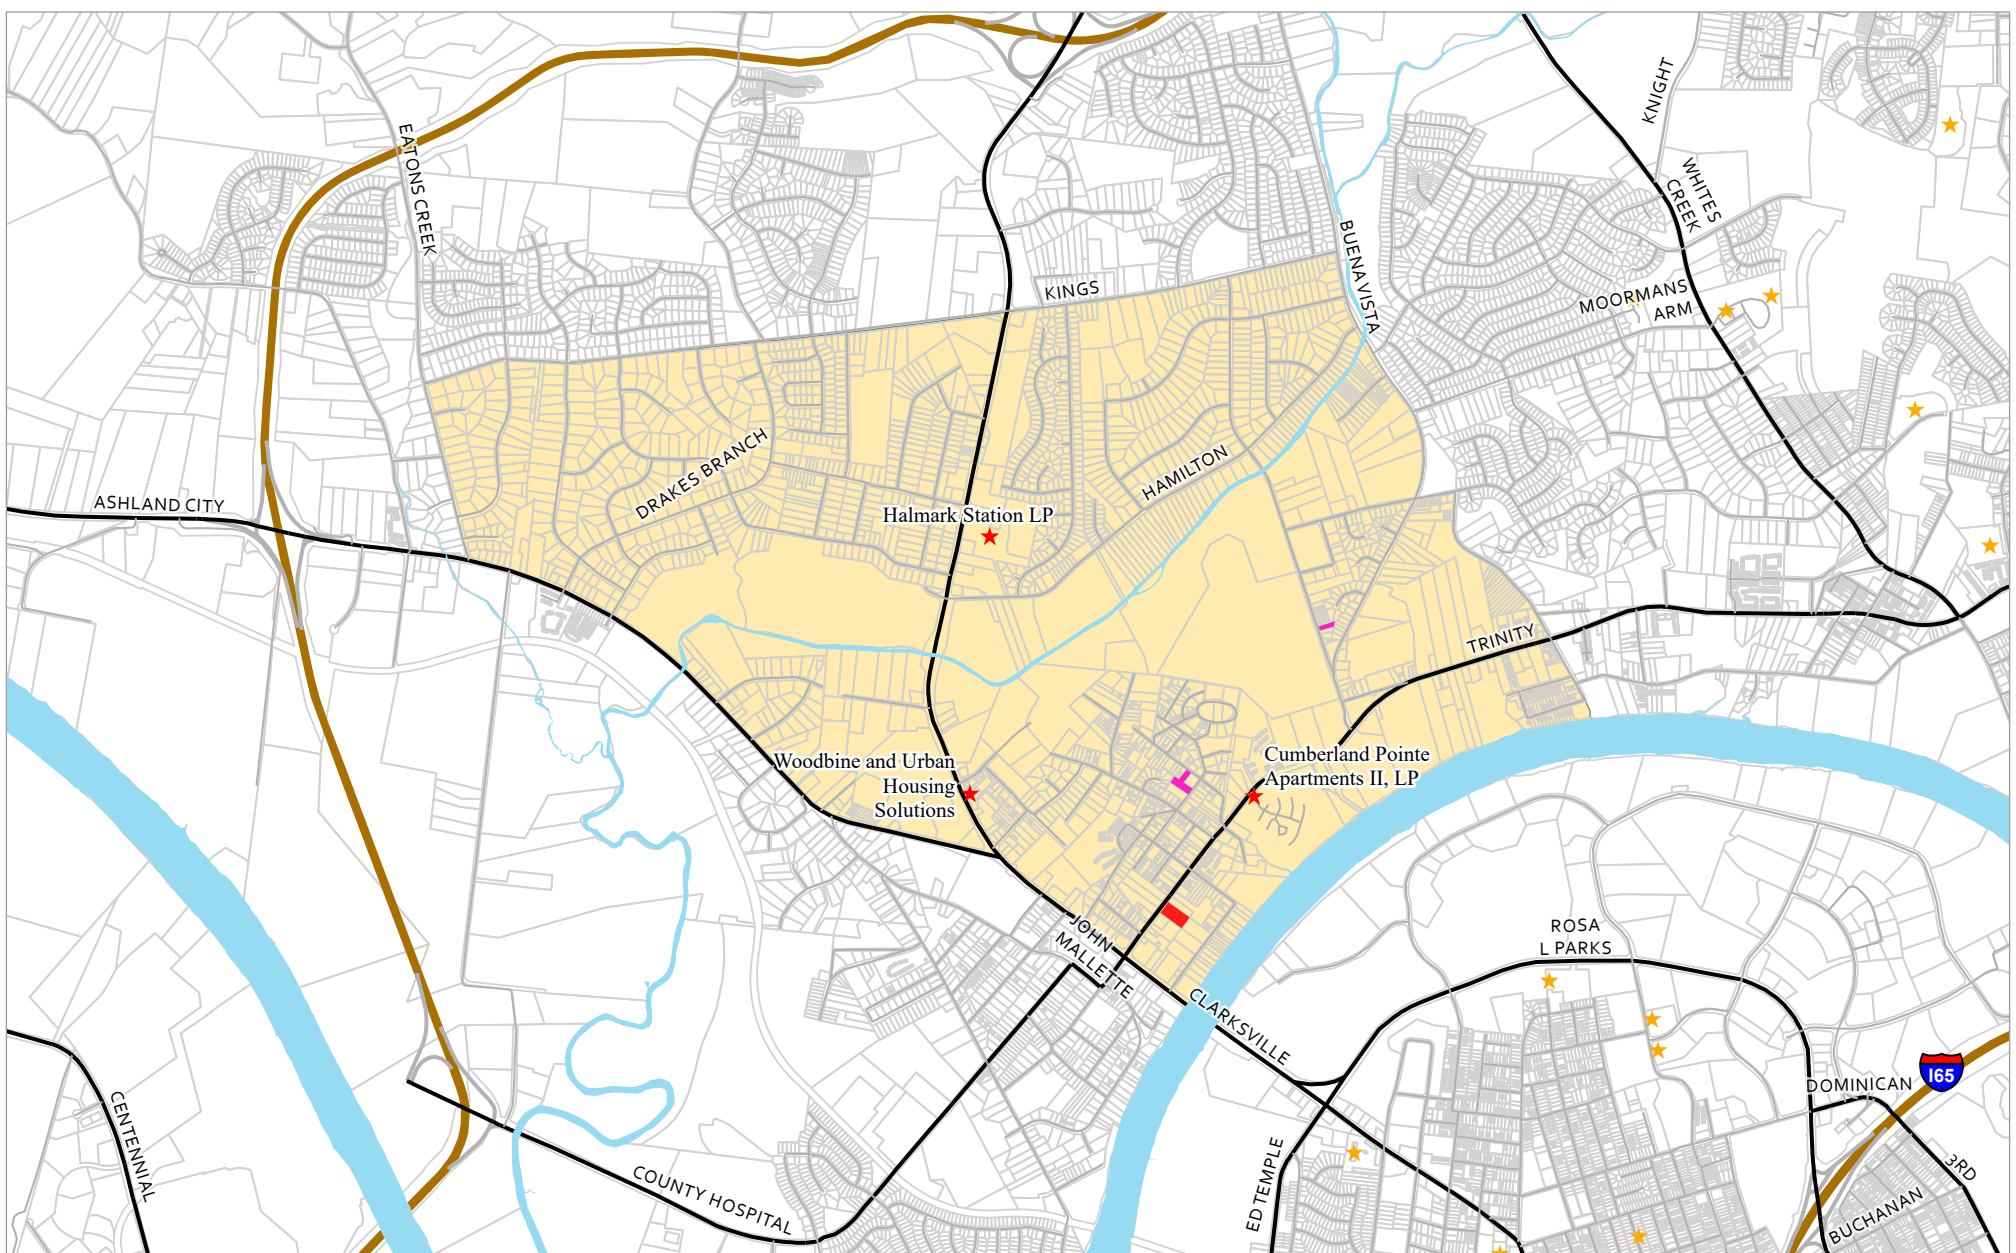 KNIGHT
EATONS CREEK
WHITES
CREEK
BUENA VISTA
KINGS
MOORMANS
ARM
DRAKES BRANCH
HAMILTON
ASHLAND CITY
Halmark Station LP
TRINITY
Woodbine and Urban
Housing
Solutions
Cumberland Pointe
Apartments II, LP
JOHN
MALLETTE
ROSA
L PARKS
CLARKSVILLE
I65
DOMINICAN
CENTENNIAL
COUNTY HOSPITAL
ED TEMPLE
3RD
BUCHANAN